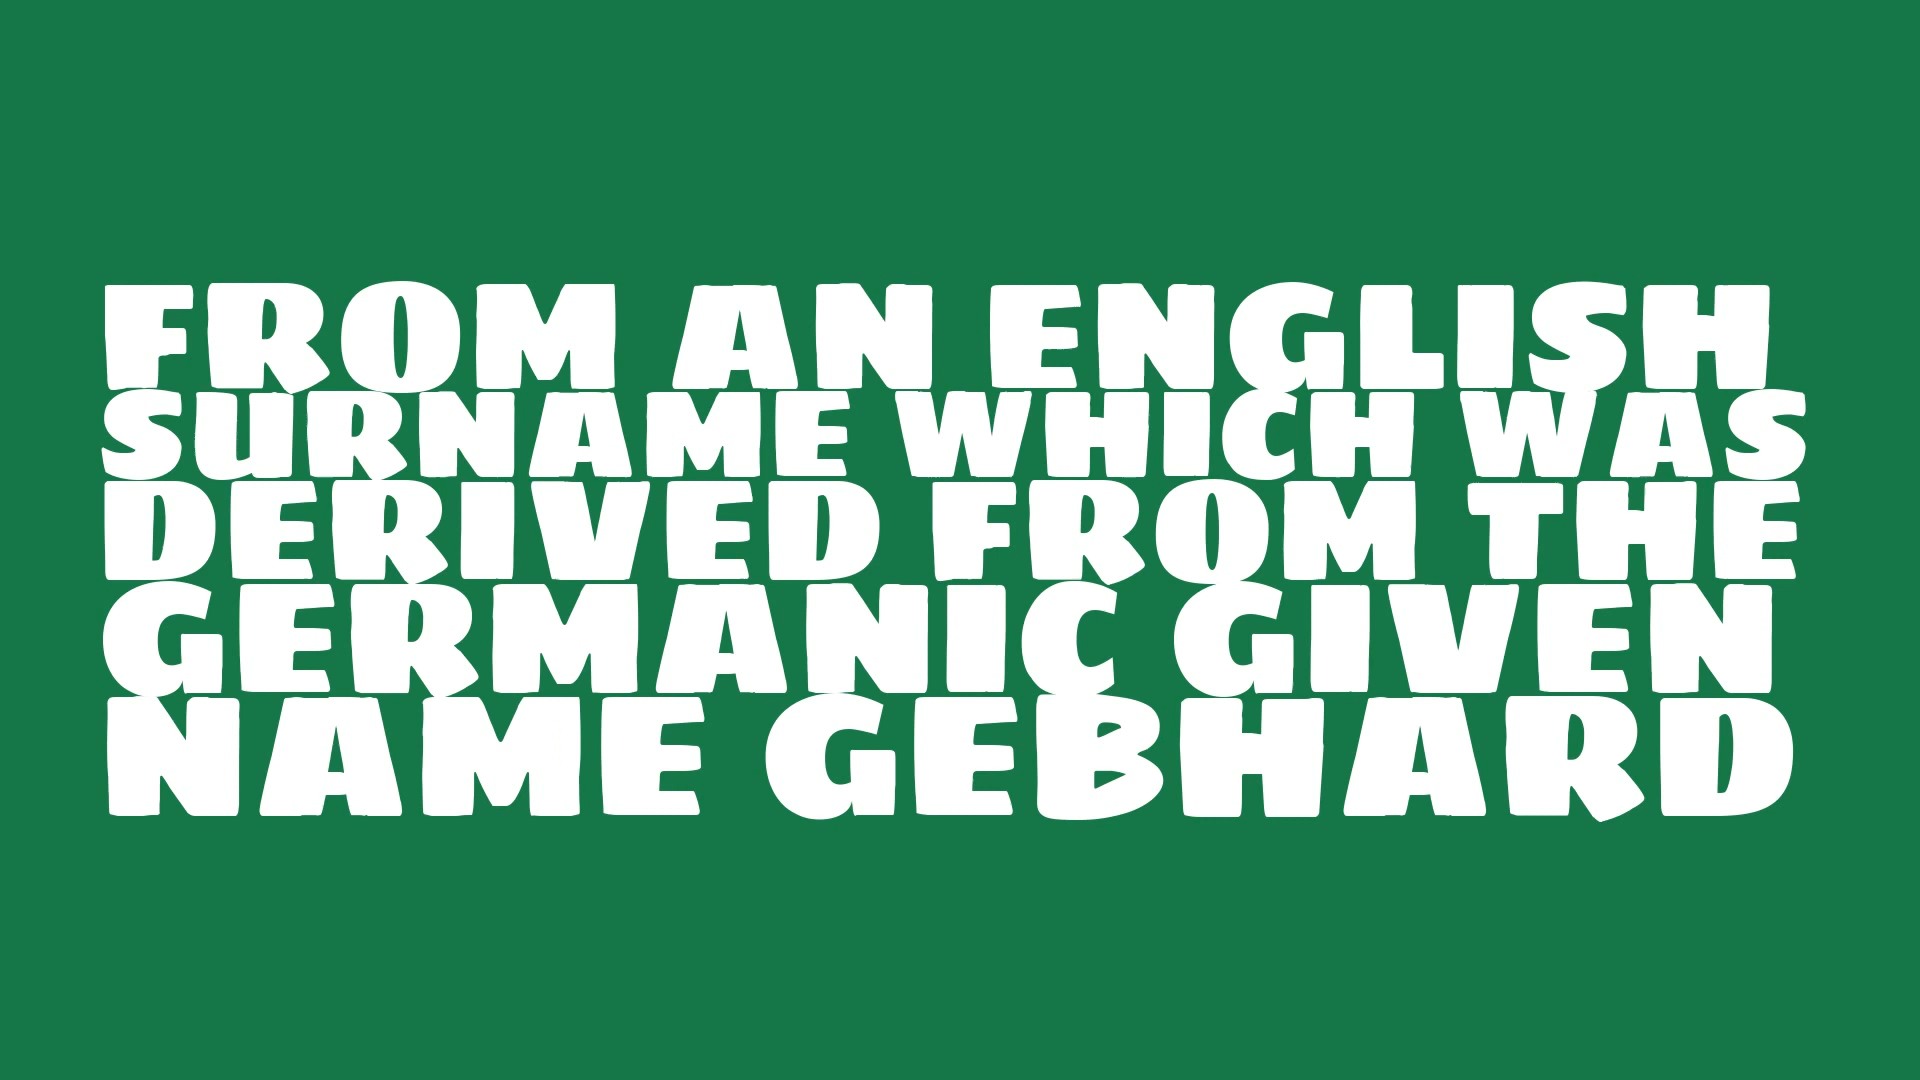 FROM AN ENGLISH
SURNAME WHICH WAS
DERIVED FROM THE
GERMANIC GIVEN
NAME GEBHARD